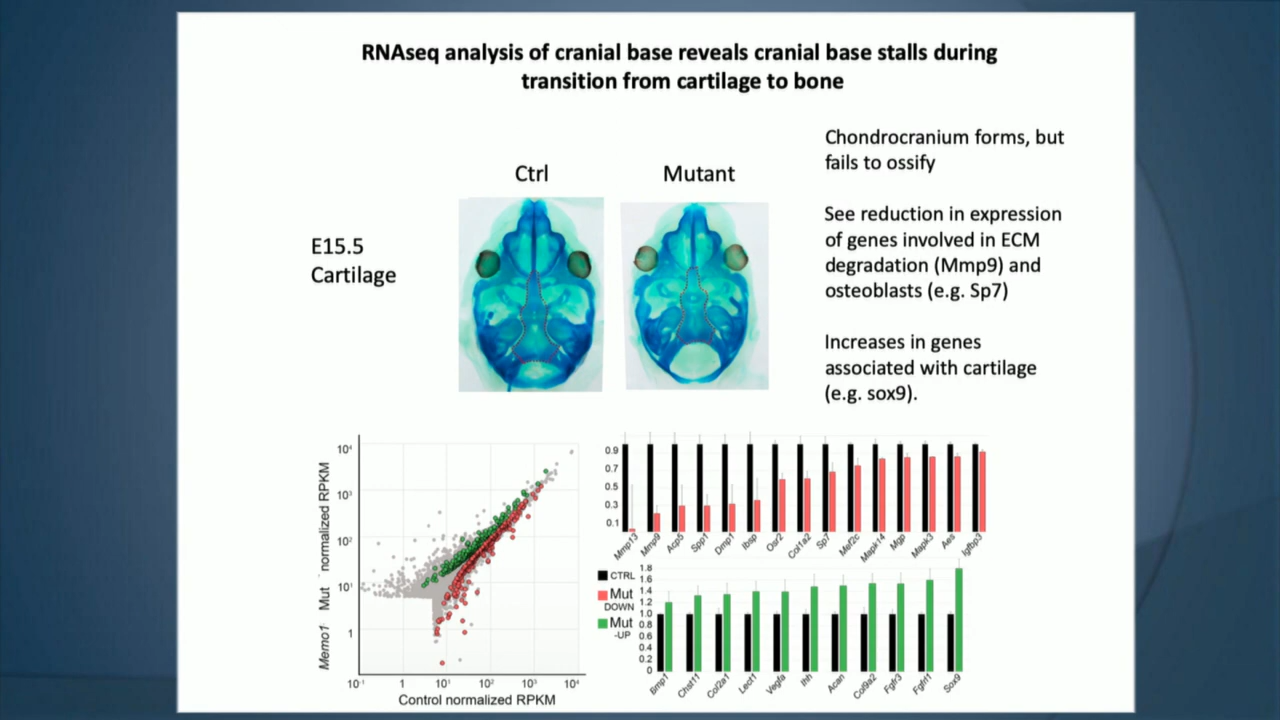 RNAseq analysis of cranial base reveals cranial base stalls during
transition from cartilage to bone
Chondrocranium forms, but
fails to ossify
Ctrl
Mutant
See reduction in expression
of genes involved in ECM
degradation (Mmp9) and
osteoblasts (e.g. Sp7)
E15.5
Cartilage
Increases in genes
associated with cartilage
(e.g. sox9).
Memo1 Mut normalized RPKM
10⁴
10³
10²
10¹
1
10⁻¹
1
10¹
10²
10³
10⁴
Control normalized RPKM
0.9
0.7
0.5
0.3
0.1
Mmp13
Mmp9
Acp5
Spp1
Dmp1
Ibsp
Osr2
Col1a2
Sp7
Mef2c
Mapk14
Mgp
Mapk3
Aes
Igfbp3
CTRL
Mut
DOWN
Mut
-UP
1.8
1.6
1.4
1.2
1.0
0.8
0.6
0.4
0.2
0
Bmp1
Chst11
Col2a1
Lect1
Vegfa
Ihh
Acan
Col9a2
Fgfr3
Fgfrl1
Sox9